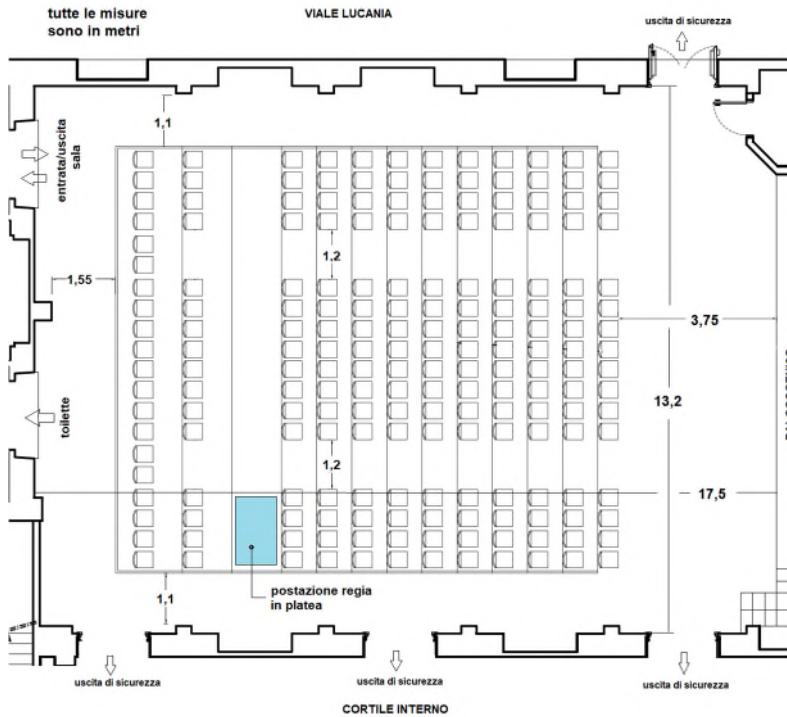 tutte le misure
sono in metri
VIALE LUCANIA
uscita di sicurezza
1,1
entrata/uscita
sala
1,2
1,55
3,75
13,2
toilette
1,2
17,5
1,1
postazione regia
in platea
uscita di sicurezza
uscita di sicurezza
uscita di sicurezza
CORTILE INTERNO